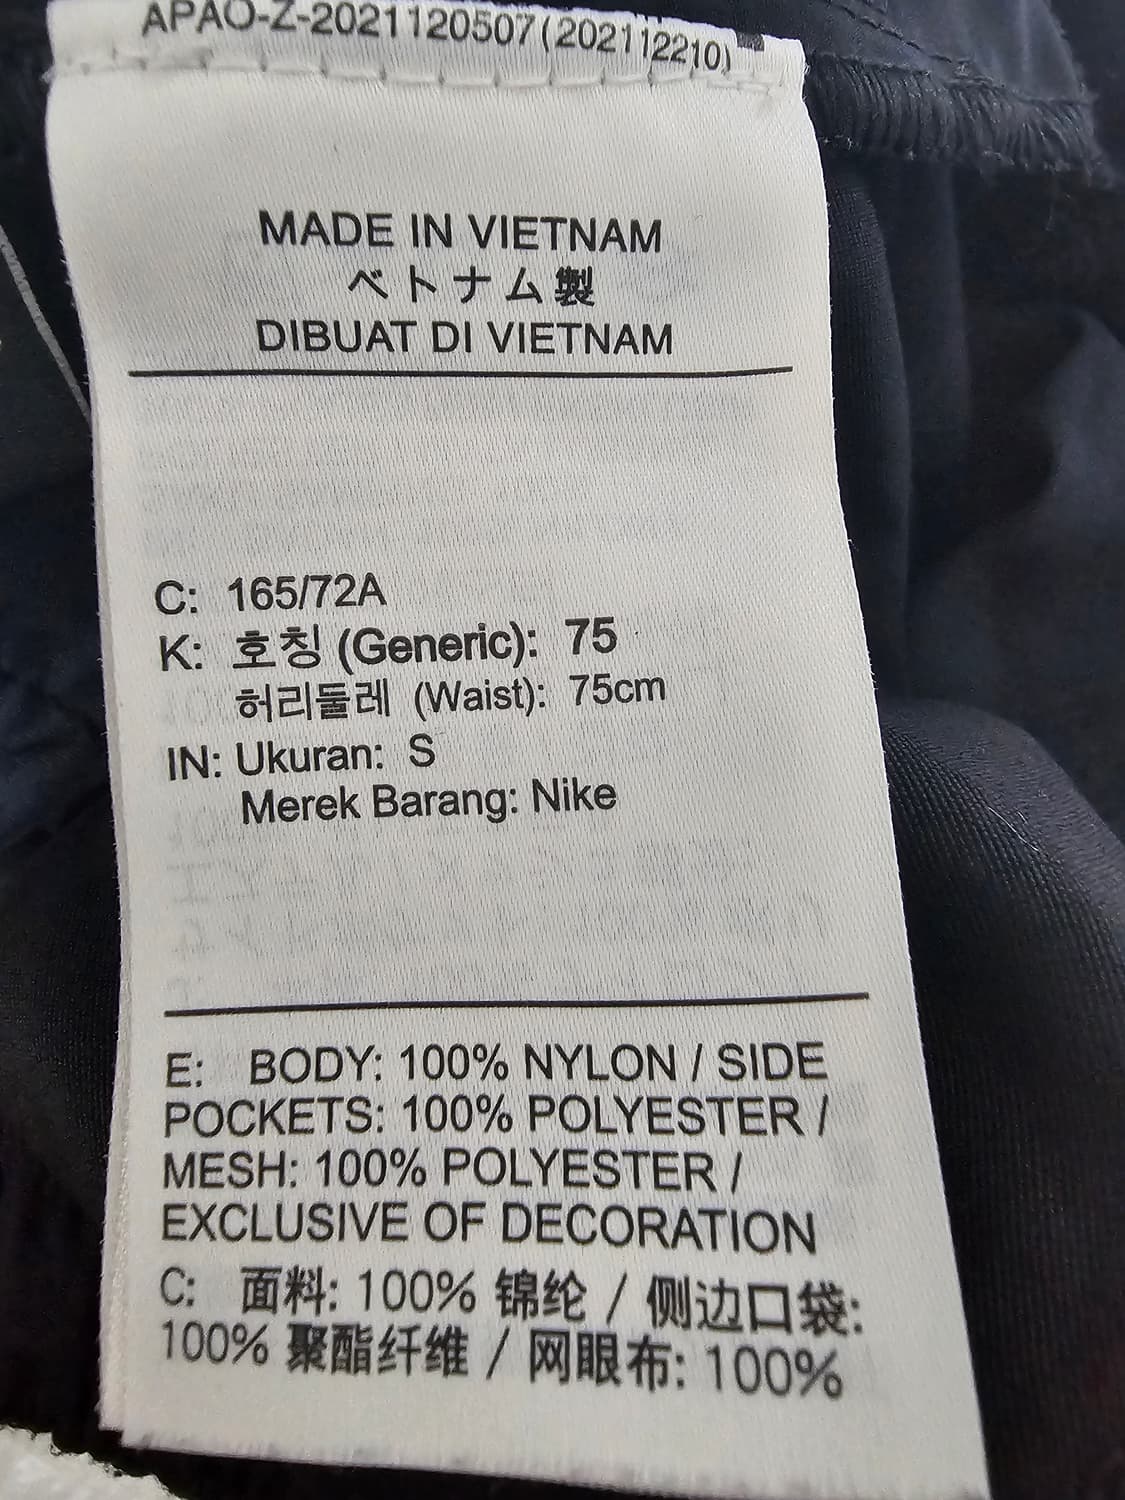 APAO-Z-2021120507(202112210)
MADE IN VIETNAM
ベトナム製
DIBUAT DI VIETNAM
C: 165/72A
K: 호칭 (Generic): 75
허리둘레 (Waist): 75cm
IN: Ukuran: S
Merek Barang: Nike
E: BODY: 100% NYLON / SIDE
POCKETS: 100% POLYESTER /
MESH: 100% POLYESTER /
EXCLUSIVE OF DECORATION
C: 面料: 100% 锦纶 / 侧边口袋:
100% 聚酯纤维 / 网眼布: 100%